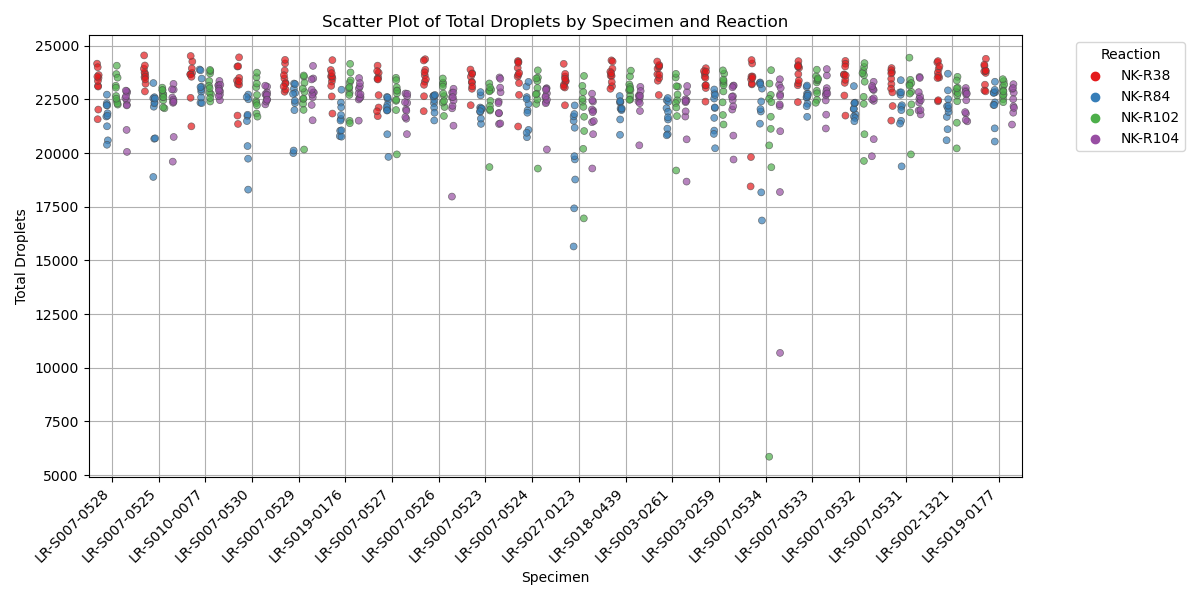 Scatter Plot of Total Droplets by Specimen and Reaction
Total Droplets
25000
22500
20000
17500
15000
12500
10000
7500
5000
LR-S007-0528
LR-S007-0525
LR-S010-0077
LR-S007-0530
LR-S007-0529
LR-S019-0176
LR-S007-0527
LR-S007-0526
LR-S007-0523
LR-S007-0524
LR-S027-0123
LR-S018-0439
LR-S003-0261
LR-S003-0259
LR-S007-0534
LR-S007-0533
LR-S007-0532
LR-S007-0531
LR-S002-1321
LR-S019-0177
Specimen
Reaction
NK-R38
NK-R84
NK-R102
NK-R104